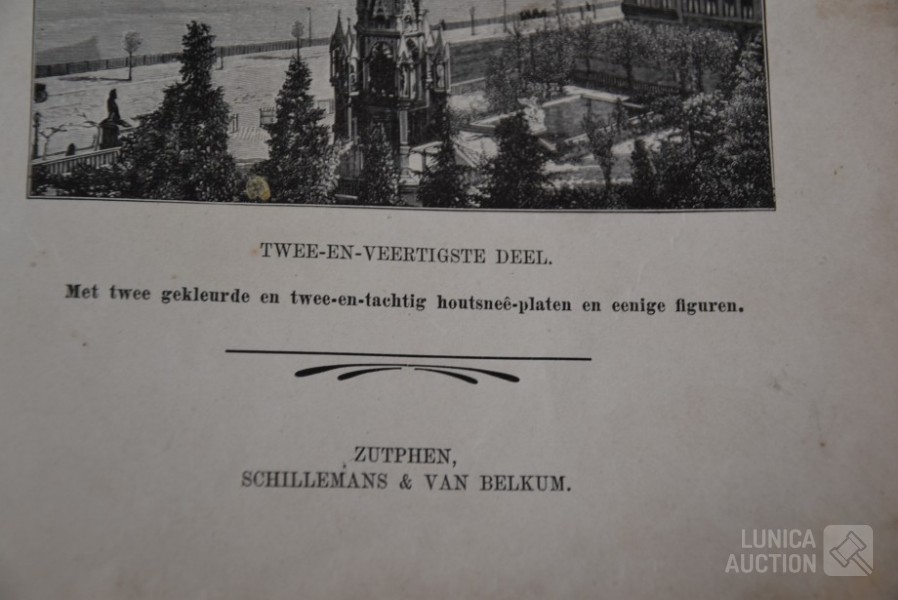 TWEE-EN-VEERTIGSTE DEEL.
Met twee gekleurde en twee-en-tachtig houtsneê-platen en eenige figuren.
ZUTPHEN,
SCHILLEMANS & VAN BELKUM.
LUNICA
AUCTION